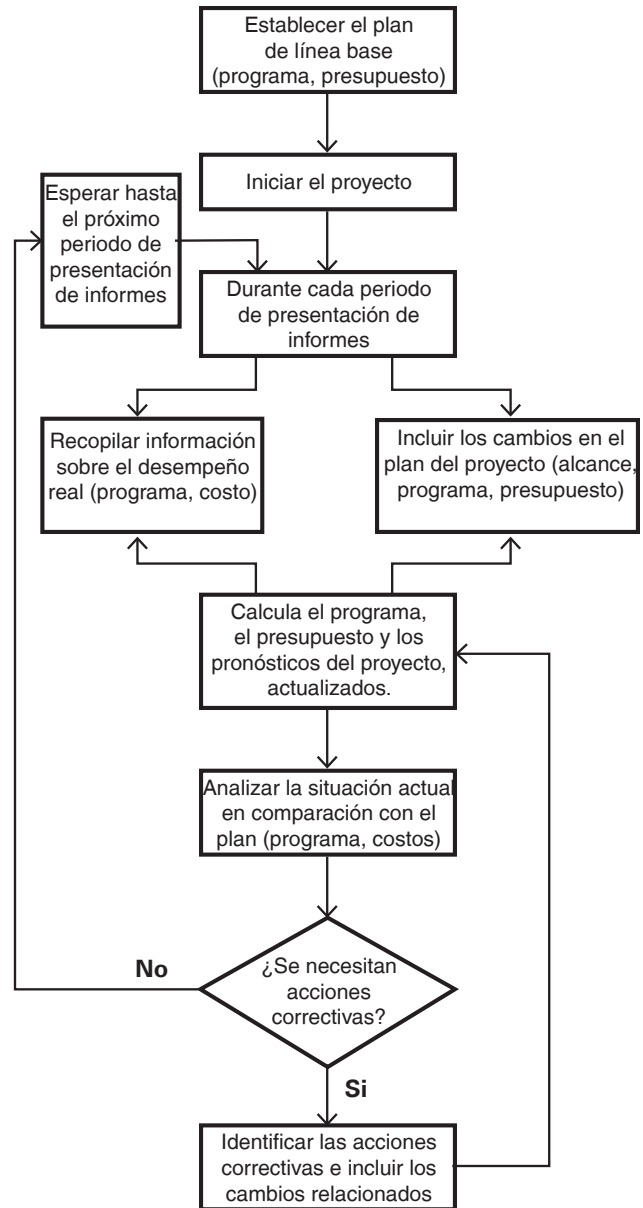 Establecer el plan
de línea base
(programa, presupuesto)
Iniciar el proyecto
Esperar hasta
el próximo
periodo de
presentación
de informes
Durante cada periodo
de presentación de
informes
Recopilar información
sobre el desempeño
real (programa, costo)
Incluir los cambios en el
plan del proyecto (alcance,
programa, presupuesto)
Calcula el programa,
el presupuesto y los
pronósticos del proyecto,
actualizados.
Analizar la situación actual
en comparación con el
plan (programa, costos)
¿Se necesitan
acciones
correctivas?
No
Si
Identificar las acciones
correctivas e incluir los
cambios relacionados